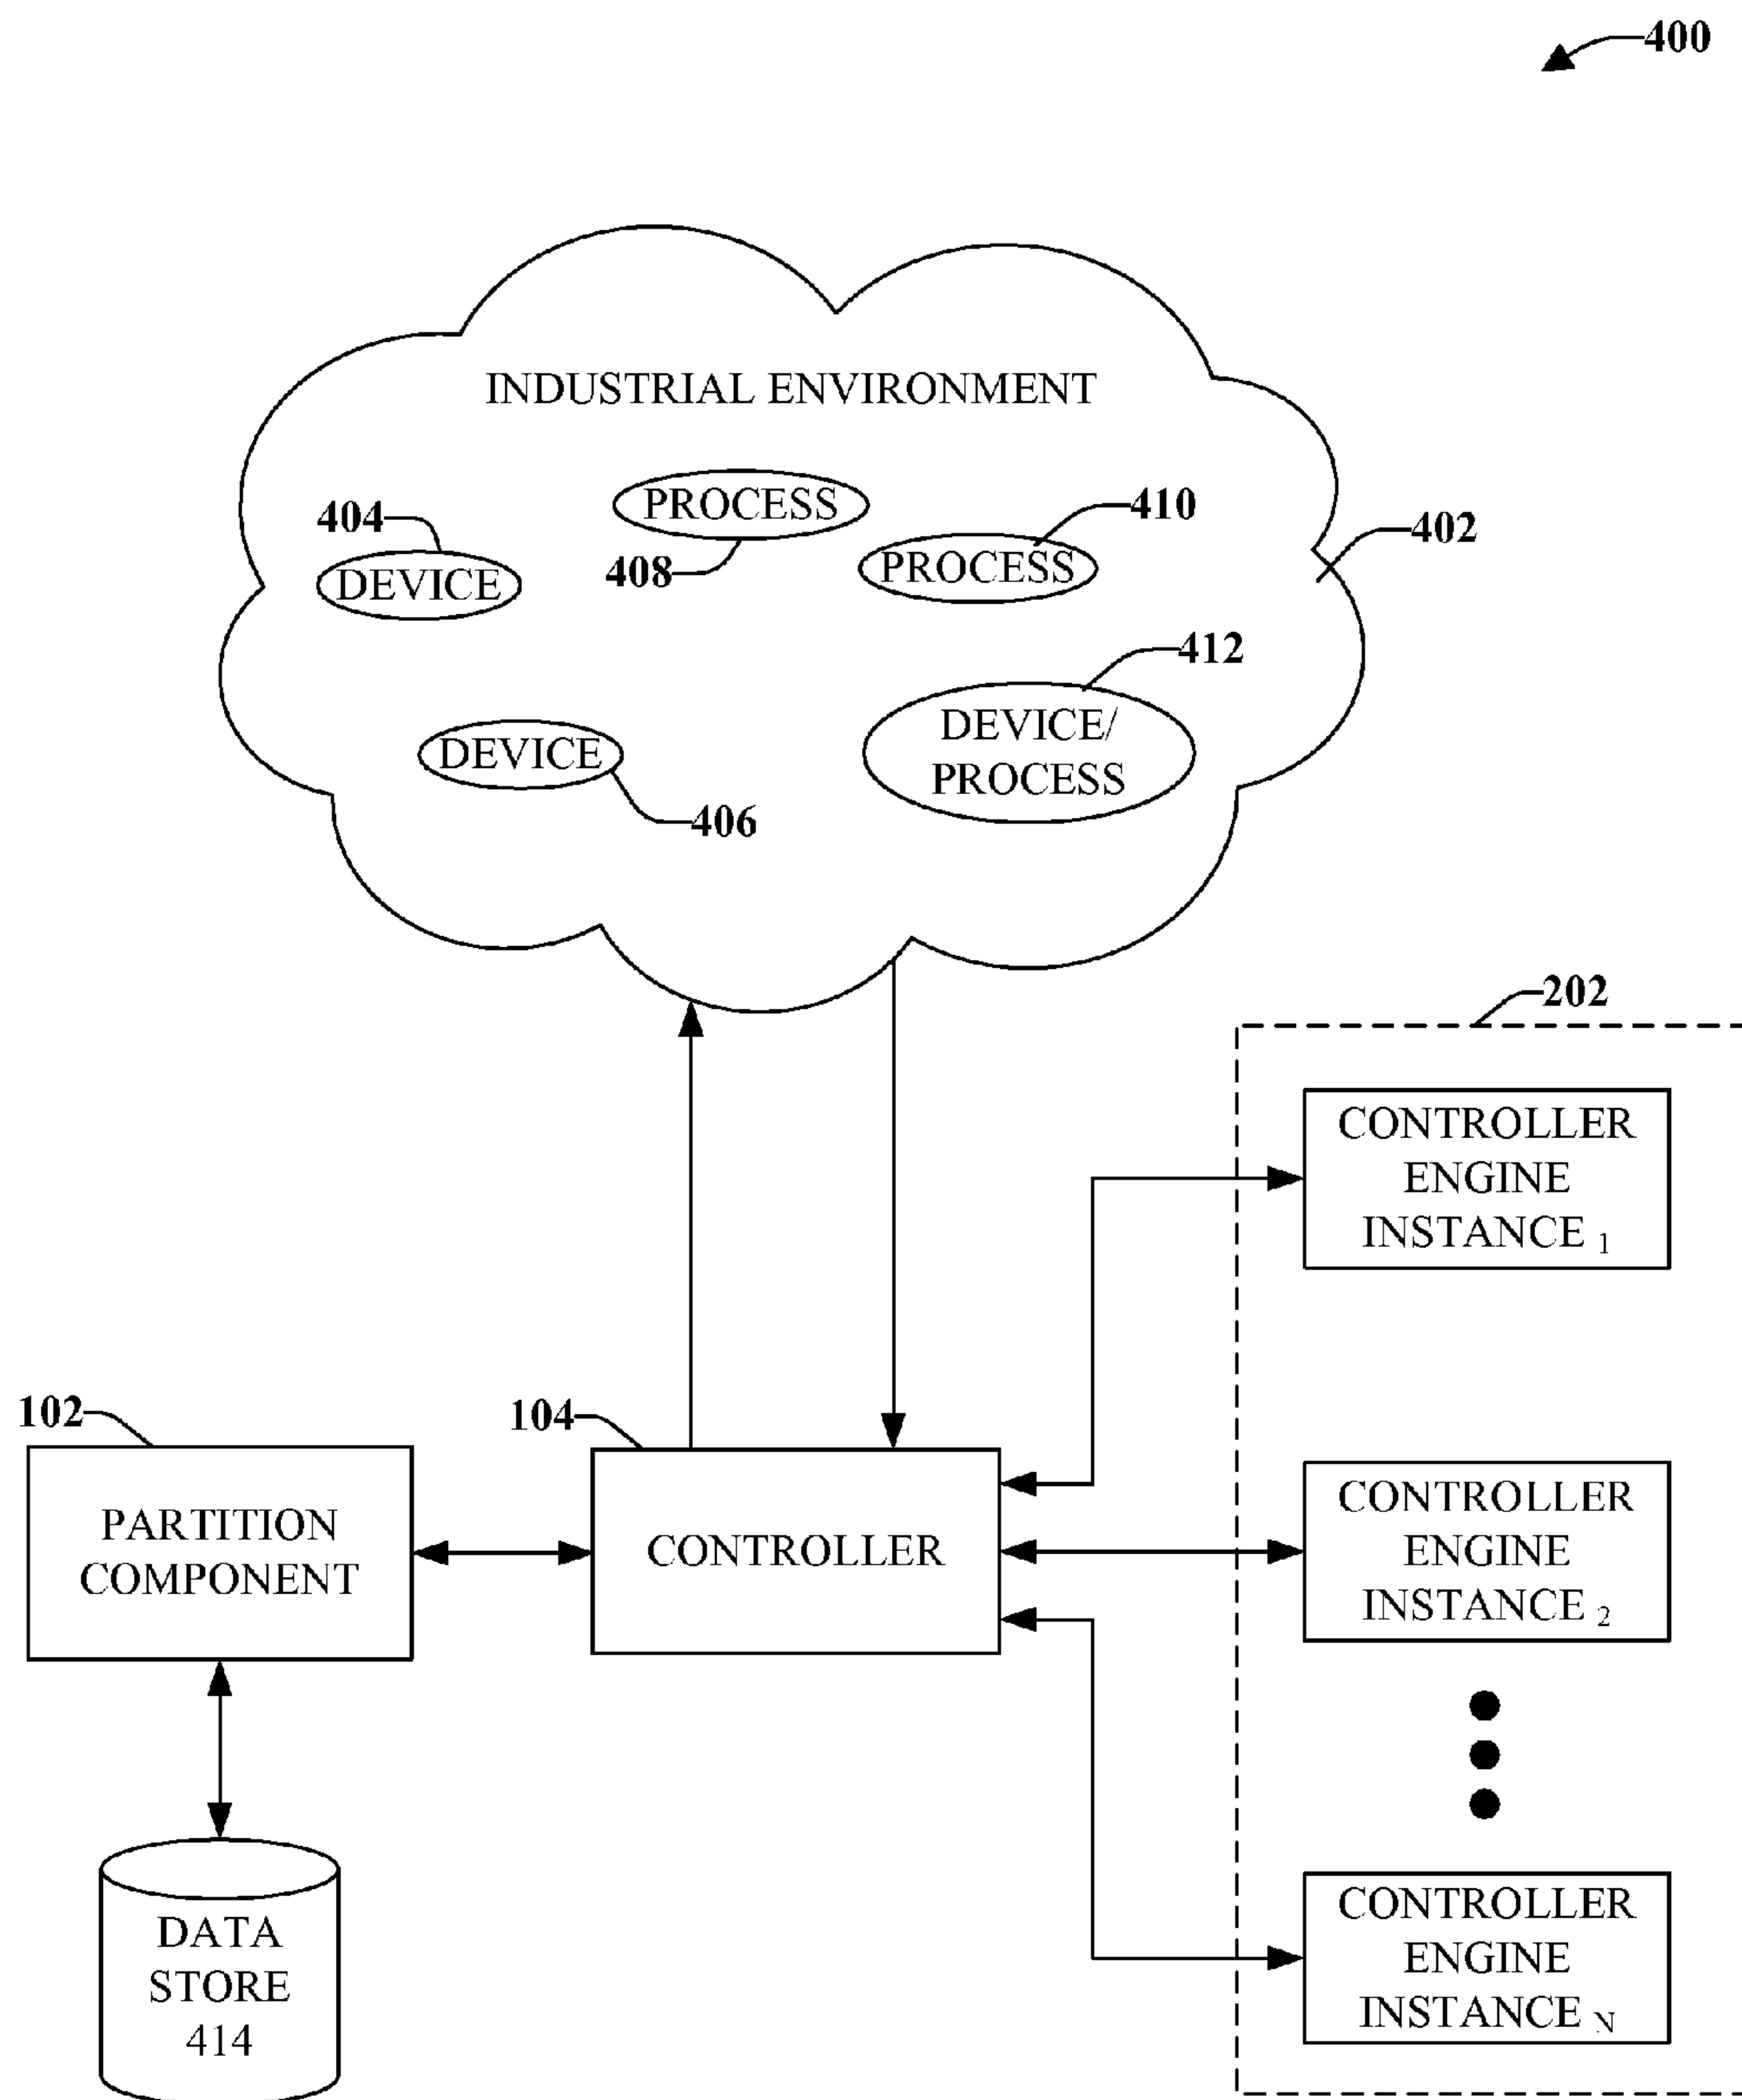 400
INDUSTRIAL ENVIRONMENT
PROCESS
410
404
402
DEVICE
408
PROCESS
412
DEVICE/
PROCESS
DEVICE
406
202
CONTROLLER
ENGINE
INSTANCE 1
102
104
PARTITION
COMPONENT
CONTROLLER
CONTROLLER
ENGINE
INSTANCE 2
DATA
STORE
414
CONTROLLER
ENGINE
INSTANCE N